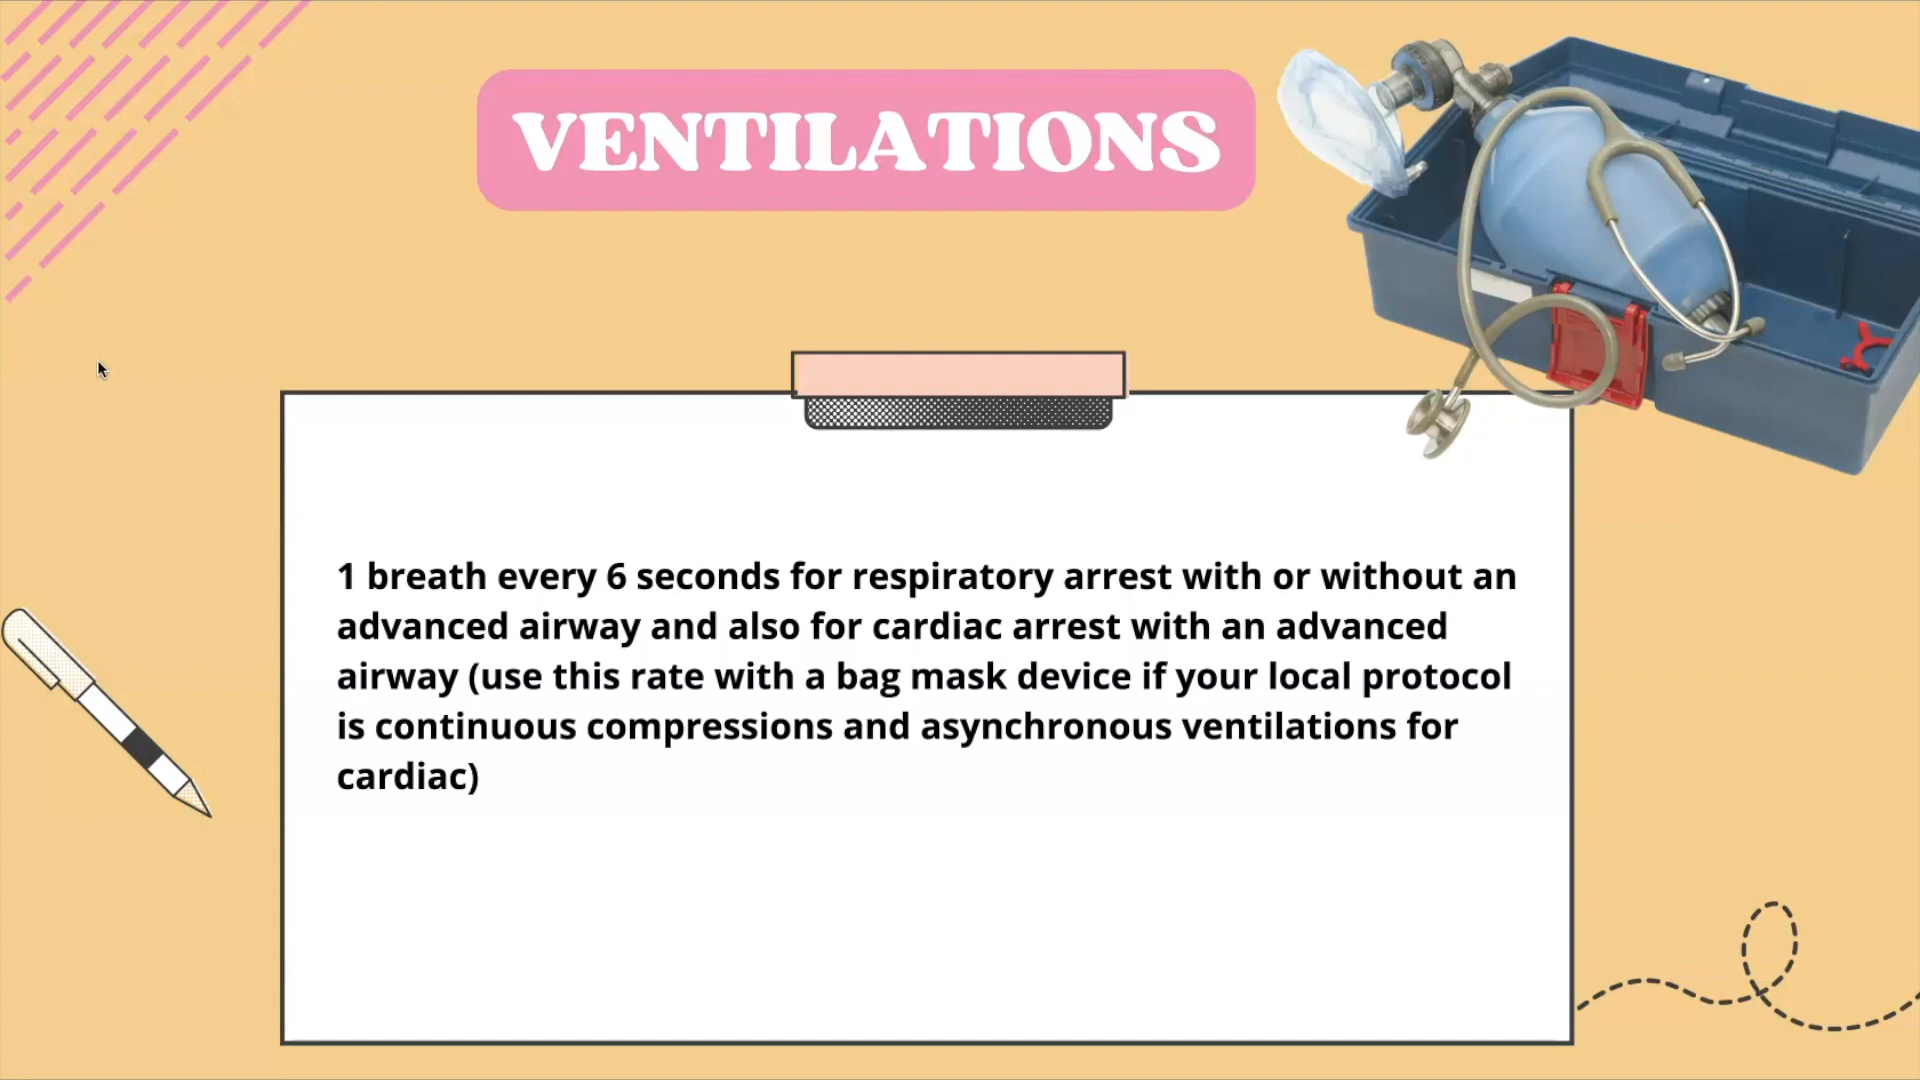 VENTILATIONS
1 breath every 6 seconds for respiratory arrest with or without an
advanced airway and also for cardiac arrest with an advanced
airway (use this rate with a bag mask device if your local protocol
is continuous compressions and asynchronous ventilations for
cardiac)